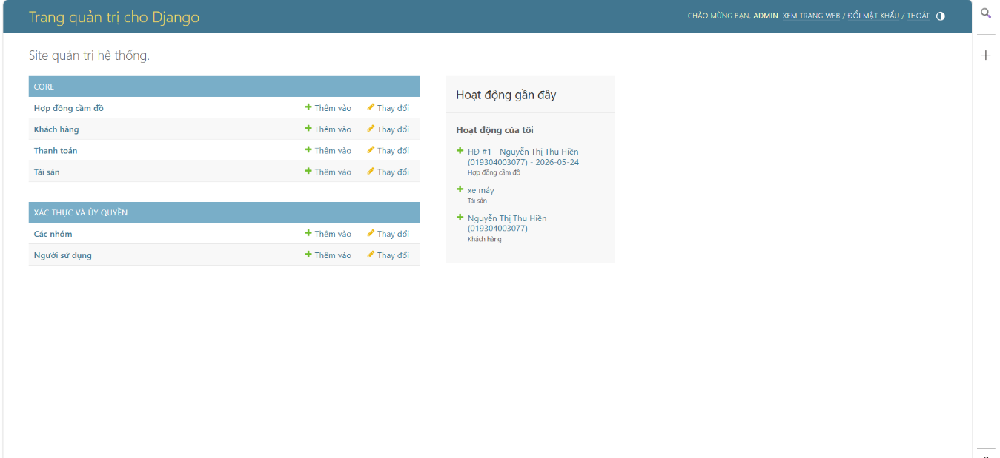 Trang quản trị cho Django
CHÀO MỪNG BẠN, ADMIN. XEM TRANG WEB / ĐỔI MẬT KHẨU / THOÁT
Site quản trị hệ thống.
CORE
Hợp đồng cầm đồ Thêm vào Thay đổi
Khách hàng Thêm vào Thay đổi
Thanh toán Thêm vào Thay đổi
Tài sản Thêm vào Thay đổi
XÁC THỰC VÀ ỦY QUYỀN
Các nhóm Thêm vào Thay đổi
Người sử dụng Thêm vào Thay đổi
Hoạt động gần đây
Hoạt động của tôi
HĐ #1 - Nguyễn Thị Thu Hiền
(019304003077) - 2026-05-24
Hợp đồng cầm đồ
xe máy
Tài sản
Nguyễn Thị Thu Hiền
(019304003077)
Khách hàng